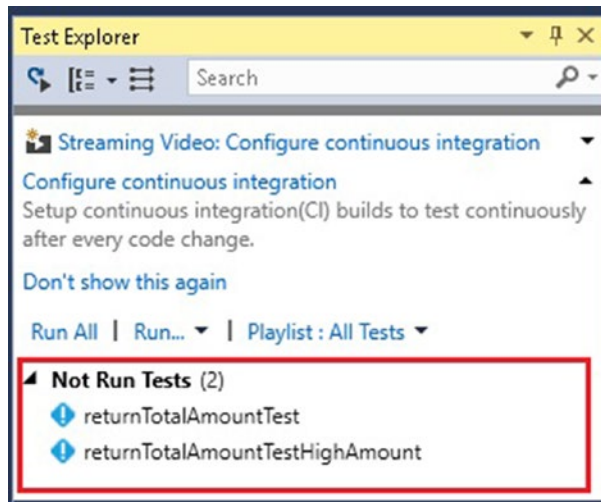 Test Explorer
Search
Streaming Video: Configure continuous integration
Configure continuous integration
Setup continuous integration(CI) builds to test continuously
after every code change.
Don't show this again
Run All | Run... | Playlist : All Tests
Not Run Tests (2)
returnTotalAmountTest
returnTotalAmountTestHighAmount